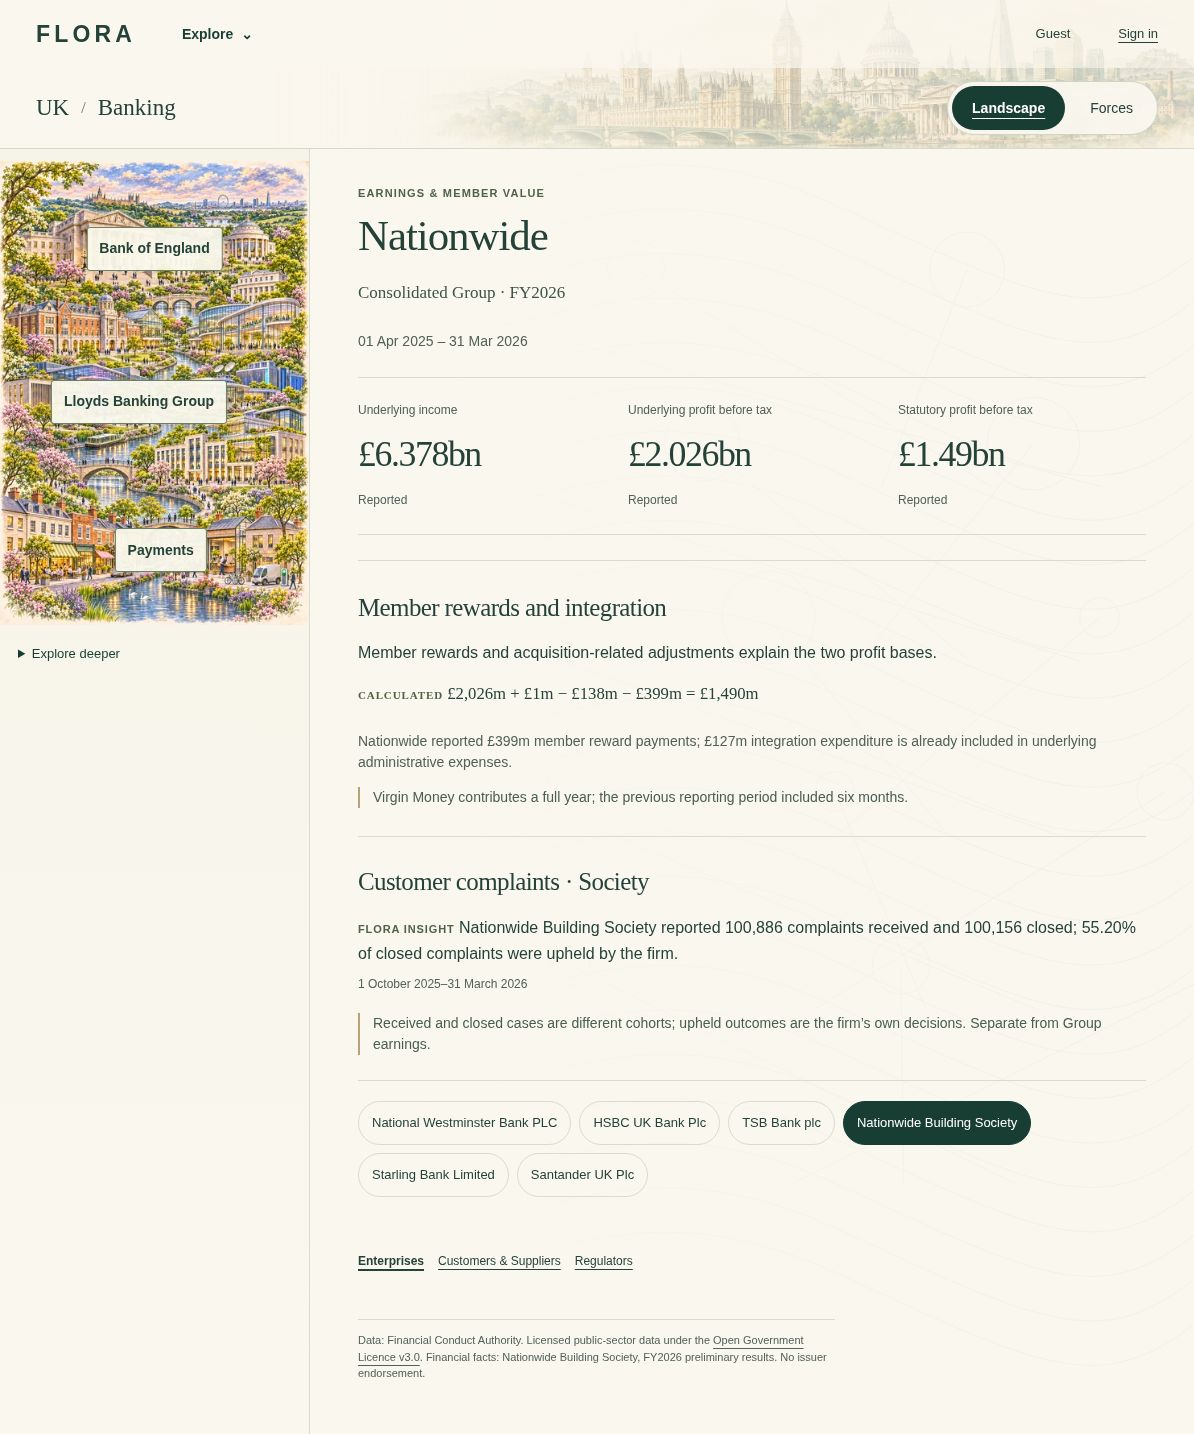 FLORA
Explore
Guest
Sign in
UK / Banking
Landscape
Forces
Bank of England
Lloyds Banking Group
Payments
Explore deeper
EARNINGS & MEMBER VALUE
Nationwide
Consolidated Group · FY2026
01 Apr 2025 – 31 Mar 2026
Underlying income
£6.378bn
Reported
Underlying profit before tax
£2.026bn
Reported
Statutory profit before tax
£1.49bn
Reported
Member rewards and integration
Member rewards and acquisition-related adjustments explain the two profit bases.
CALCULATED £2,026m + £1m − £138m − £399m = £1,490m
Nationwide reported £399m member reward payments; £127m integration expenditure is already included in underlying
administrative expenses.
Virgin Money contributes a full year; the previous reporting period included six months.
Customer complaints · Society
FLORA INSIGHT Nationwide Building Society reported 100,886 complaints received and 100,156 closed; 55.20%
of closed complaints were upheld by the firm.
1 October 2025–31 March 2026
Received and closed cases are different cohorts; upheld outcomes are the firm’s own decisions. Separate from Group
earnings.
National Westminster Bank PLC
HSBC UK Bank Plc
TSB Bank plc
Nationwide Building Society
Starling Bank Limited
Santander UK Plc
Enterprises
Customers & Suppliers
Regulators
Data: Financial Conduct Authority. Licensed public-sector data under the Open Government
Licence v3.0. Financial facts: Nationwide Building Society, FY2026 preliminary results. No issuer
endorsement.